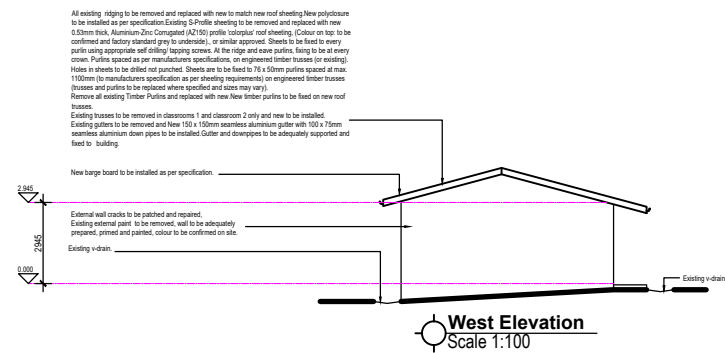 All existing ridging to be removed and replaced with new to match new roof sheeting.New polyclosure
to be installed as per specification.Existing S-Profile sheeting to be removed and replaced with new
0.53mm thick, Aluminium-Zinc Corrugated (AZ150) profile 'colorplus' roof sheeting, (Colour on top: to be
confirmed and factory standard grey to underside)., or similar approved. Sheets to be fixed to every
purlin using appropriate self drilling/ tapping screws. At the ridge and eave purlins, fixing to be at every
crown. Purlins spaced as per manufacturers specifications, on engineered timber trusses (or existing).
Holes in sheets to be drilled not punched. Sheets are to be fixed to 76 x 50mm purlins spaced at max.
1100mm (to manufacturers specification as per sheeting requirements) on engineered timber trusses
(trusses and purlins to be replaced where specified and sizes may vary).
Remove all existing Timber Purlins and replaced with new.New timber purlins to be fixed on new roof
trusses.
Existing trusses to be removed in classrooms 1 and classroom 2 only and new to be installed.
Existing gutters to be removed and New 150 x 150mm seamless aluminium gutter with 100 x 75mm
seamless aluminium down pipes to be installed.Gutter and downpipes to be adequately supported and
fixed to building.
New barge board to be installed as per specification.
2.945
External wall cracks to be patched and repaired,
Existing external paint to be removed, wall to be adequately
prepared, primed and painted, colour to be confirmed on site.
2945
Existing v-drain.
0.000
Existing v-drain
West Elevation
Scale 1:100